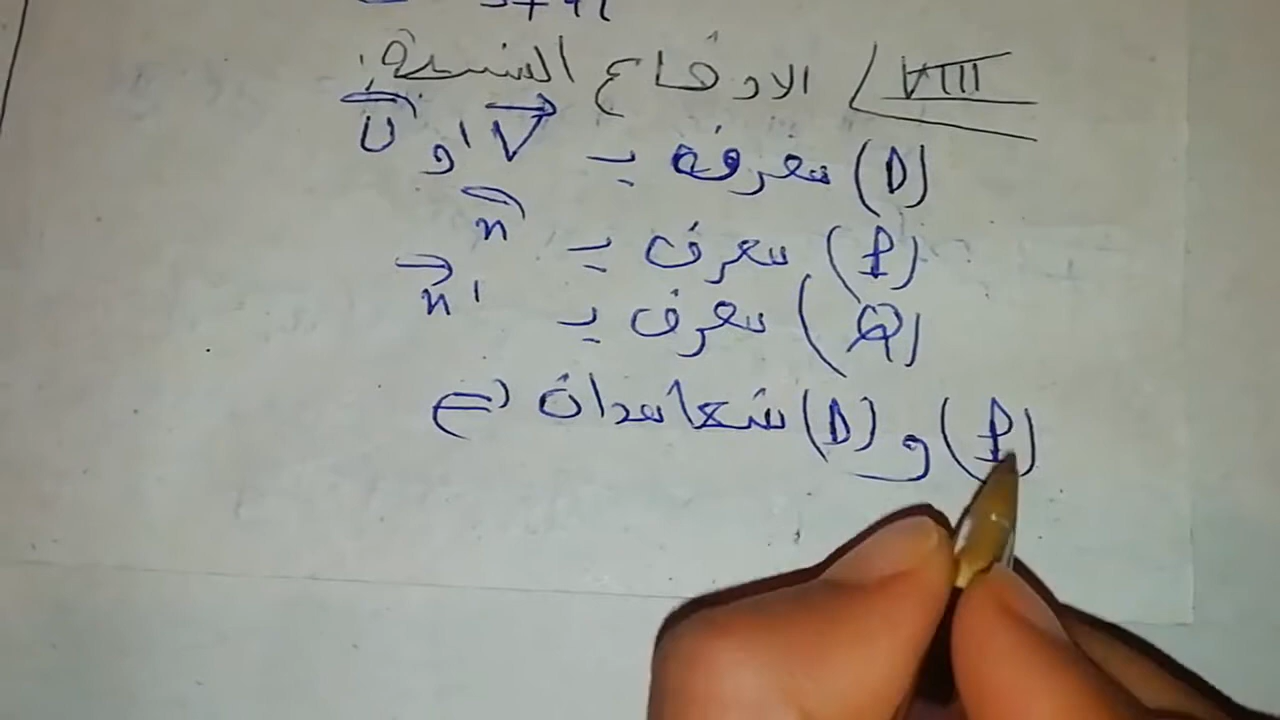 VIII / الاوضاع النسبية:
(D) معرفة بـ V و U
(P) معرف بـ n
(Q) معرف بـ n'
(P) و (D) متعامدان